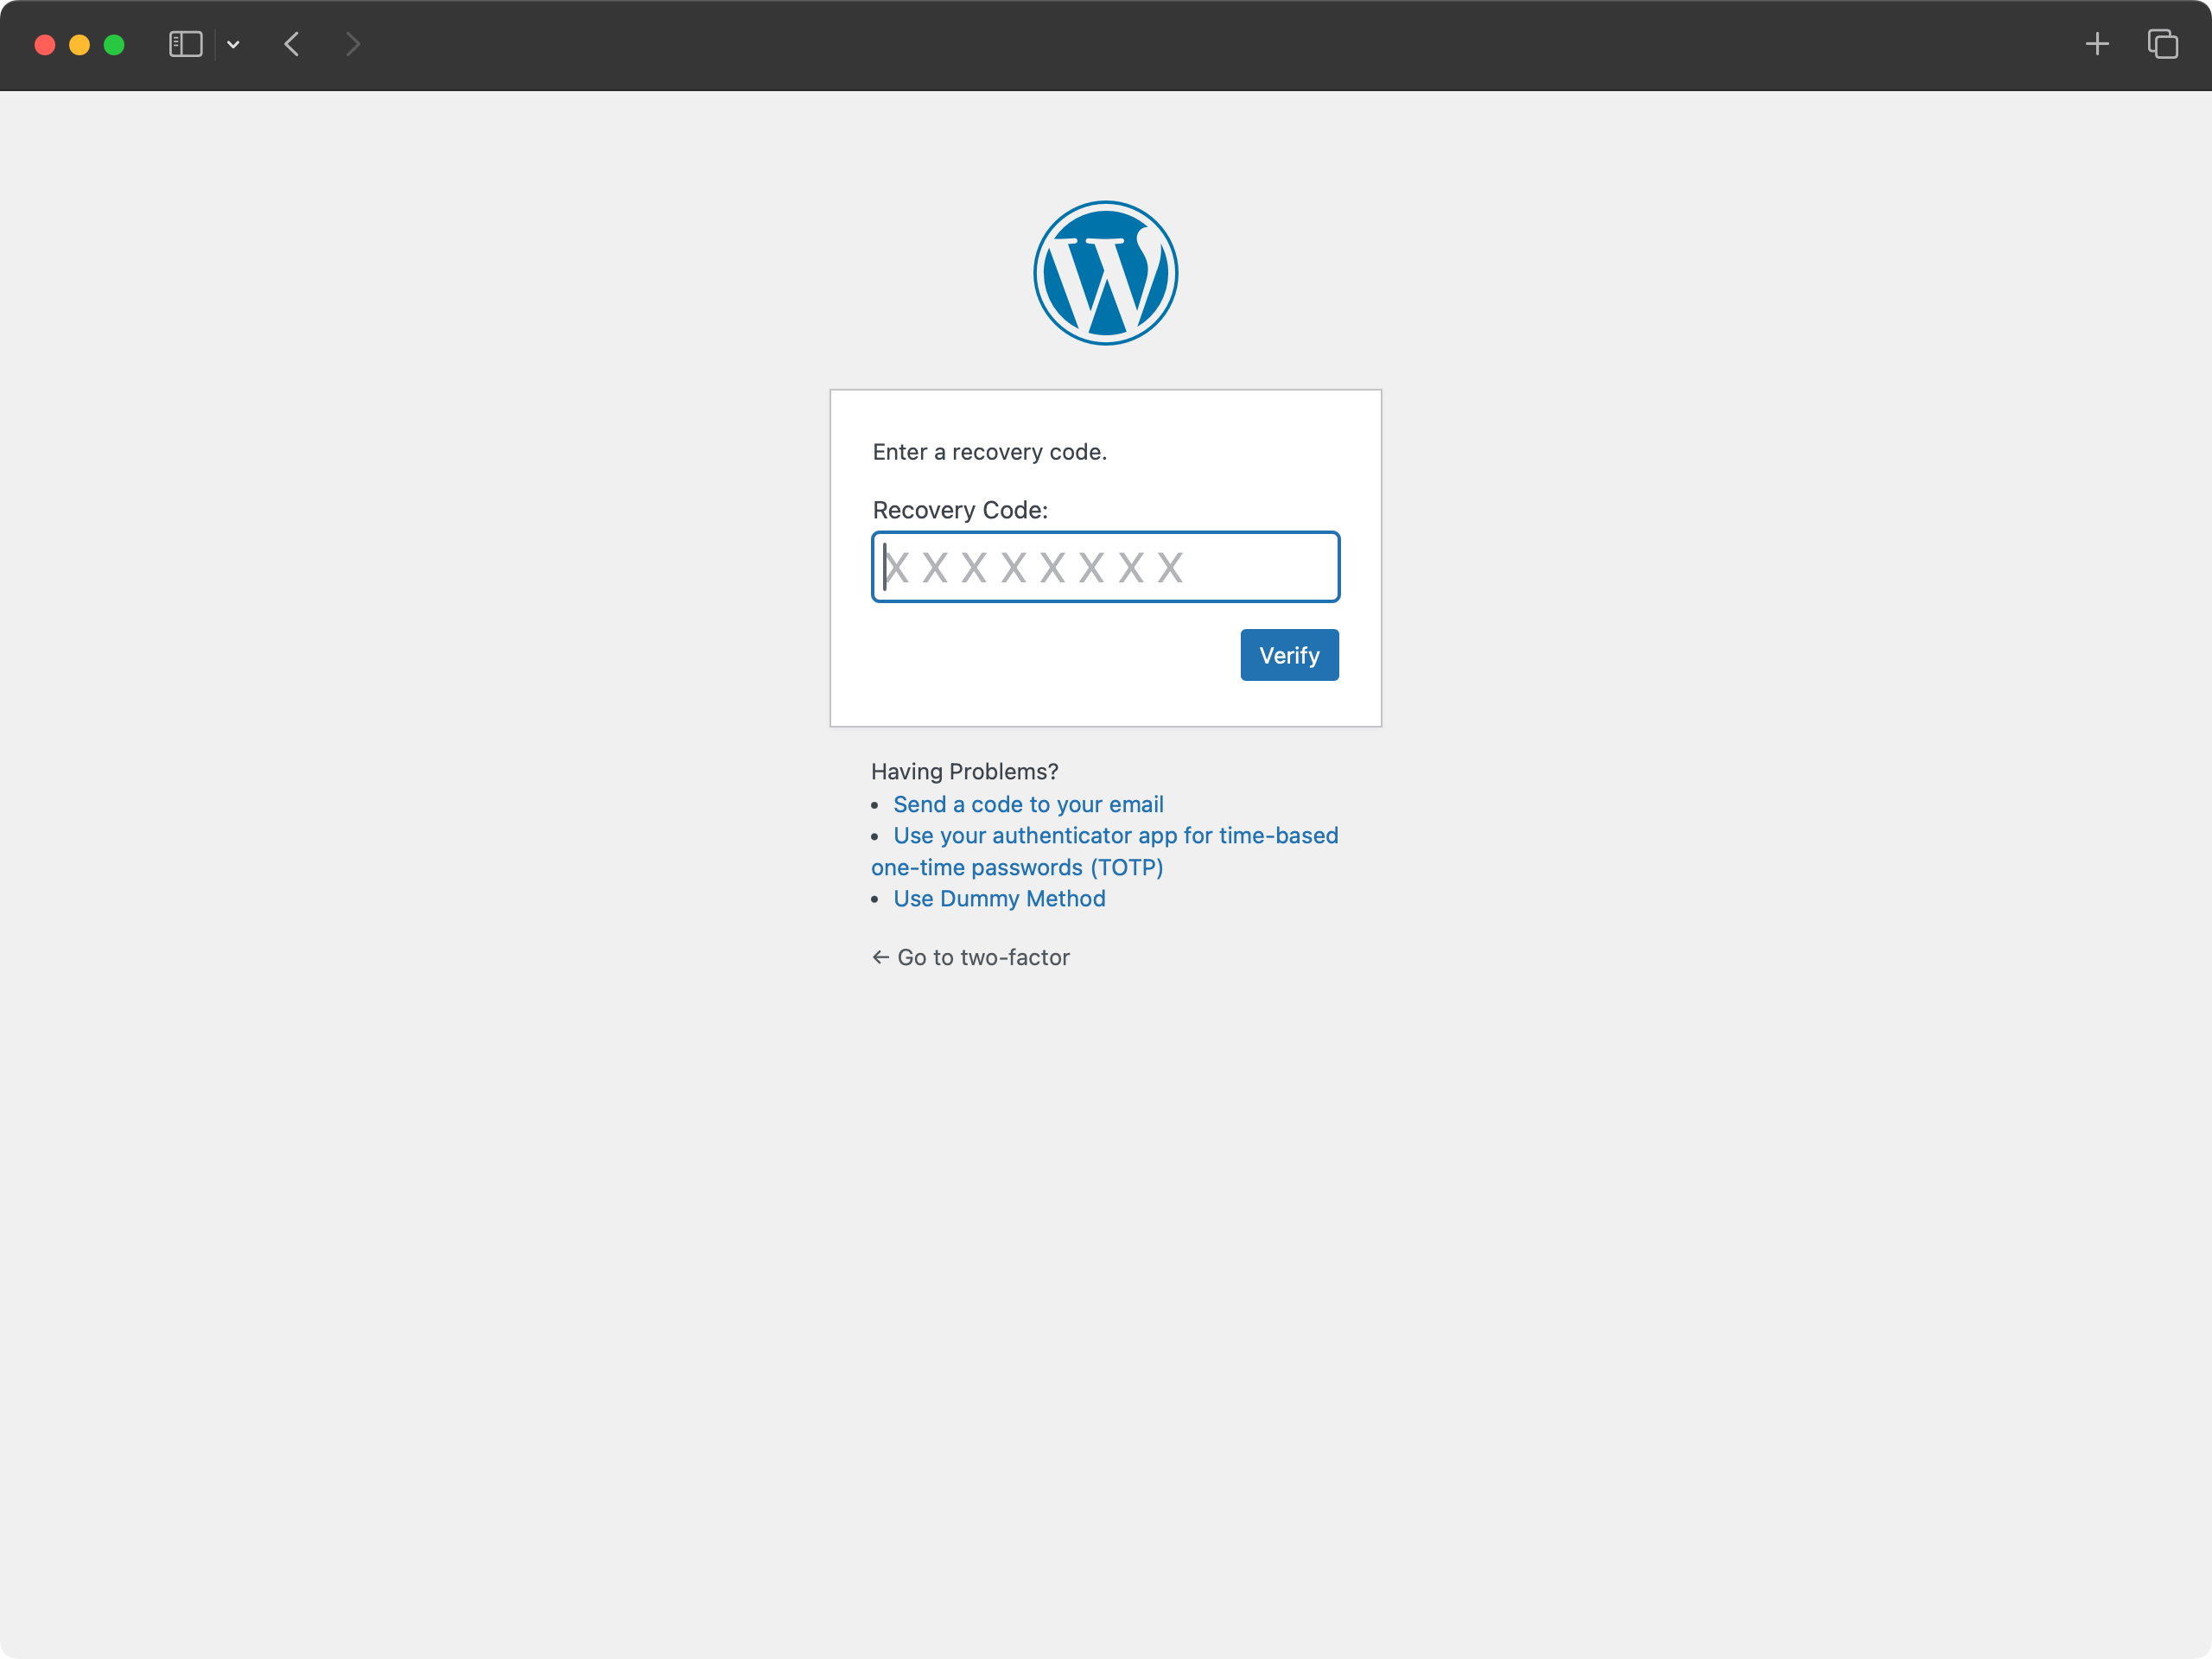 Enter a recovery code.
Recovery Code:
X X X X X X X X
Verify
Having Problems?
• Send a code to your email
• Use your authenticator app for time-based
one-time passwords (TOTP)
• Use Dummy Method
← Go to two-factor